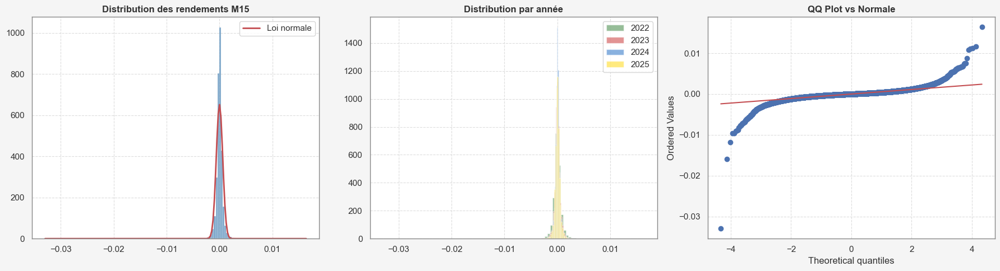 Distribution des rendements M15
Loi normale
1000
800
600
400
200
0
−0.03 −0.02 −0.01 0.00 0.01
Distribution par année
2022
2023
2024
2025
1400
1200
1000
800
600
400
200
0
−0.03 −0.02 −0.01 0.00 0.01
QQ Plot vs Normale
Ordered Values
0.01
0.00
−0.01
−0.02
−0.03
−4 −2 0 2 4
Theoretical quantiles